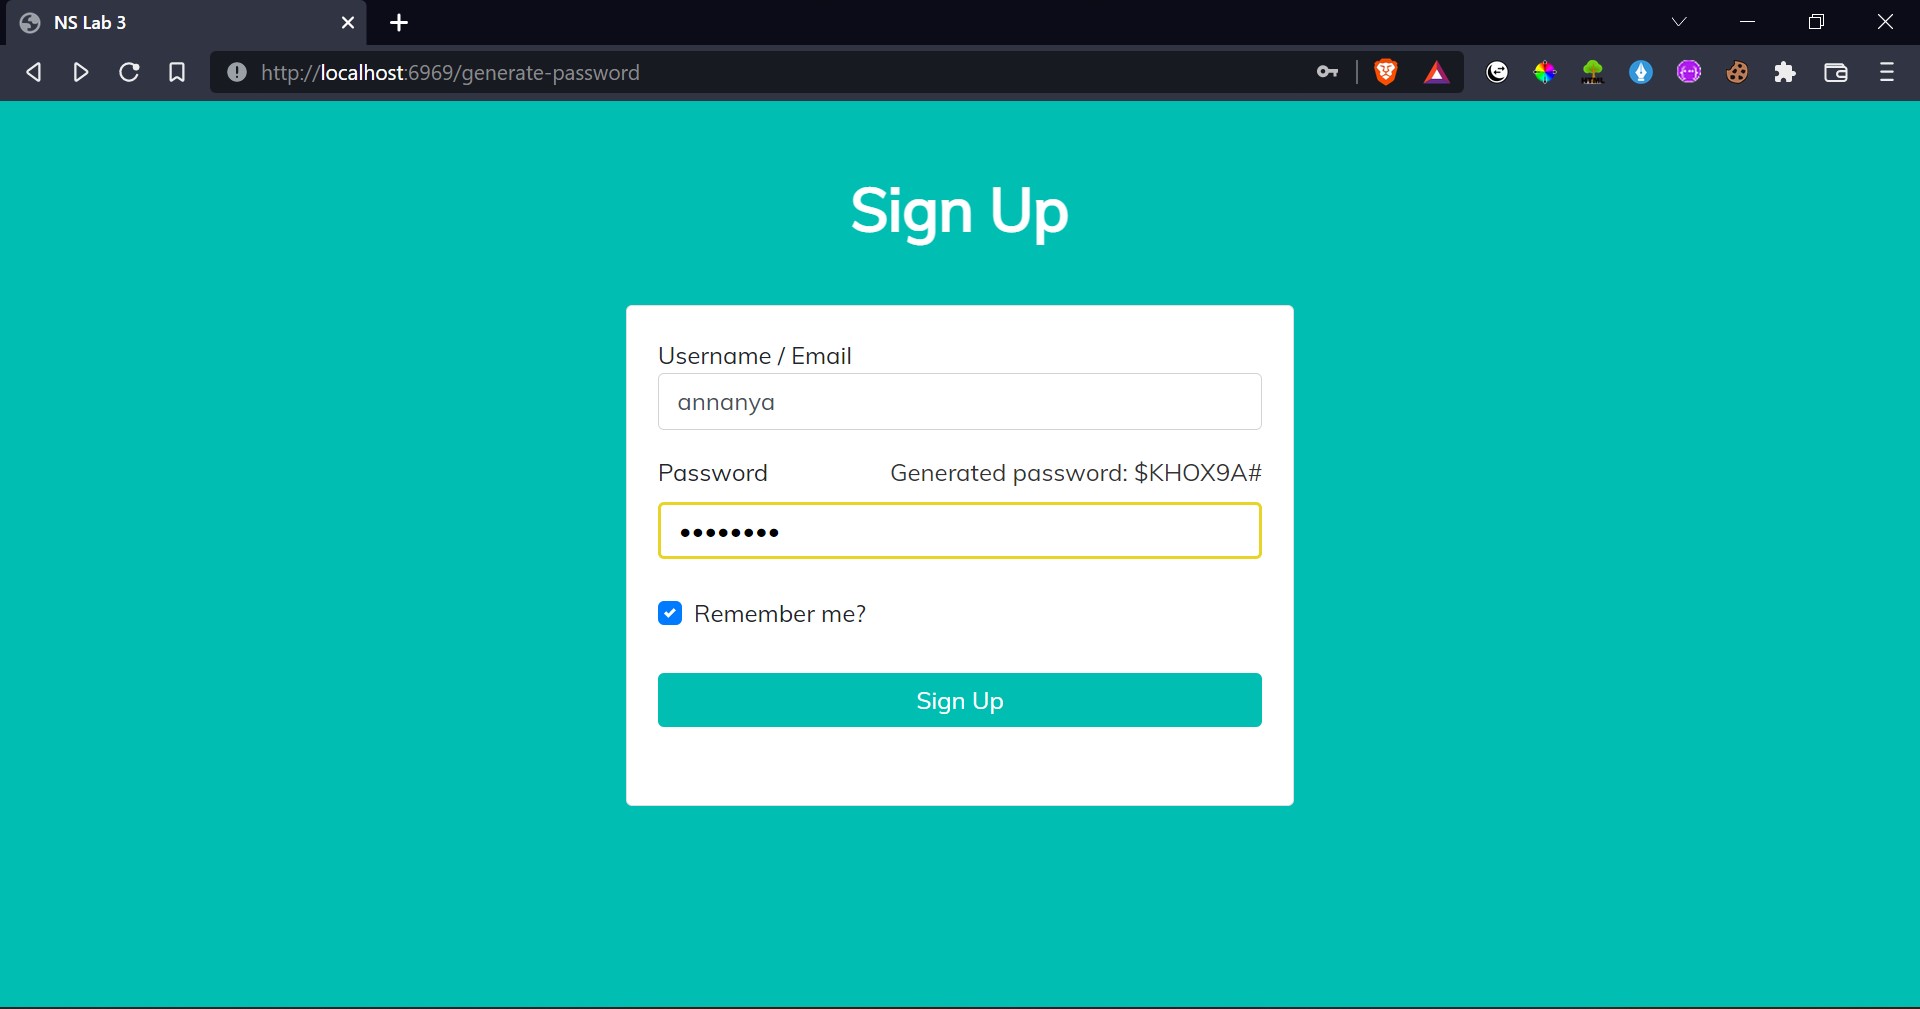 NS Lab 3
http://localhost:6969/generate-password
Sign Up
Username / Email
annanya
Password Generated password: $KHOX9A#
••••••••
Remember me?
Sign Up